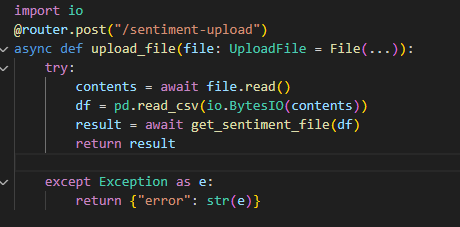 import io
@router.post("/sentiment-upload")
async def upload_file(file: UploadFile = File(...)):
    try:
        contents = await file.read()
        df = pd.read_csv(io.BytesIO(contents))
        result = await get_sentiment_file(df)
        return result

    except Exception as e:
        return {"error": str(e)}